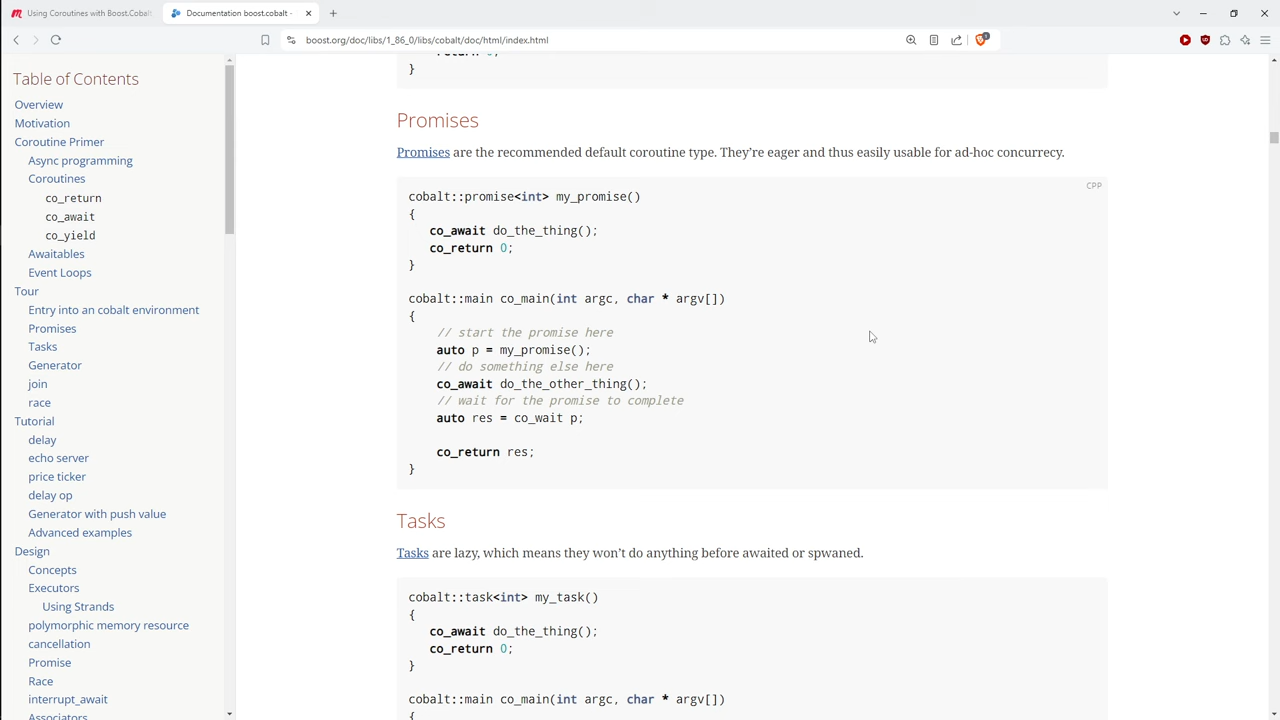 Using Coroutines with Boost.Cobalt
Documentation boost.cobalt -
boost.org/doc/libs/1_86_0/libs/cobalt/doc/html/index.html
Table of Contents
Overview
Motivation
Coroutine Primer
Async programming
Coroutines
co_return
co_await
co_yield
Awaitables
Event Loops
Tour
Entry into an cobalt environment
Promises
Tasks
Generator
join
race
Tutorial
delay
echo server
price ticker
delay op
Generator with push value
Advanced examples
Design
Concepts
Executors
Using Strands
polymorphic memory resource
cancellation
Promise
Race
interrupt_await
Associators
}
Promises
Promises are the recommended default coroutine type. They're eager and thus easily usable for ad-hoc concurrecy.
CPP
cobalt::promise<int> my_promise()
{
co_await do_the_thing();
co_return 0;
}
cobalt::main co_main(int argc, char * argv[])
{
// start the promise here
auto p = my_promise();
// do something else here
co_await do_the_other_thing();
// wait for the promise to complete
auto res = co_wait p;
co_return res;
}
Tasks
Tasks are lazy, which means they won't do anything before awaited or spwaned.
cobalt::task<int> my_task()
{
co_await do_the_thing();
co_return 0;
}
cobalt::main co_main(int argc, char * argv[])
{